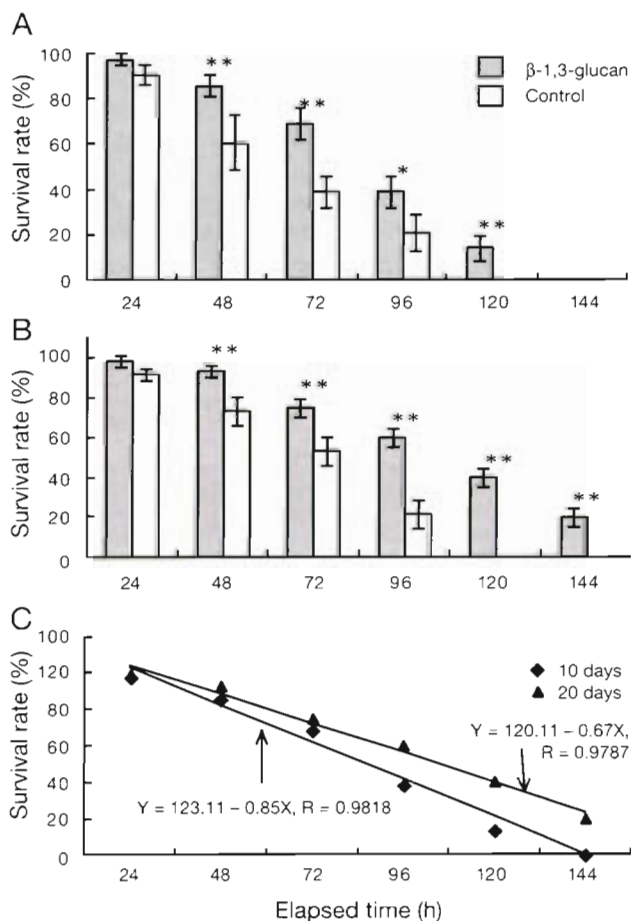 A
Survival rate (%)
100
80
60
40
20
0
** ** * **
β-1,3-glucan
Control
24 48 72 96 120 144
B
Survival rate (%)
100
80
60
40
20
0
** ** ** ** **
24 48 72 96 120 144
C
Survival rate (%)
100
120
80
60
40
20
0
10 days
20 days
Y = 120.11 – 0.67X,
R = 0.9787
Y = 123.11 – 0.85X, R = 0.9818
24 48 72 96 120 144
Elapsed time (h)